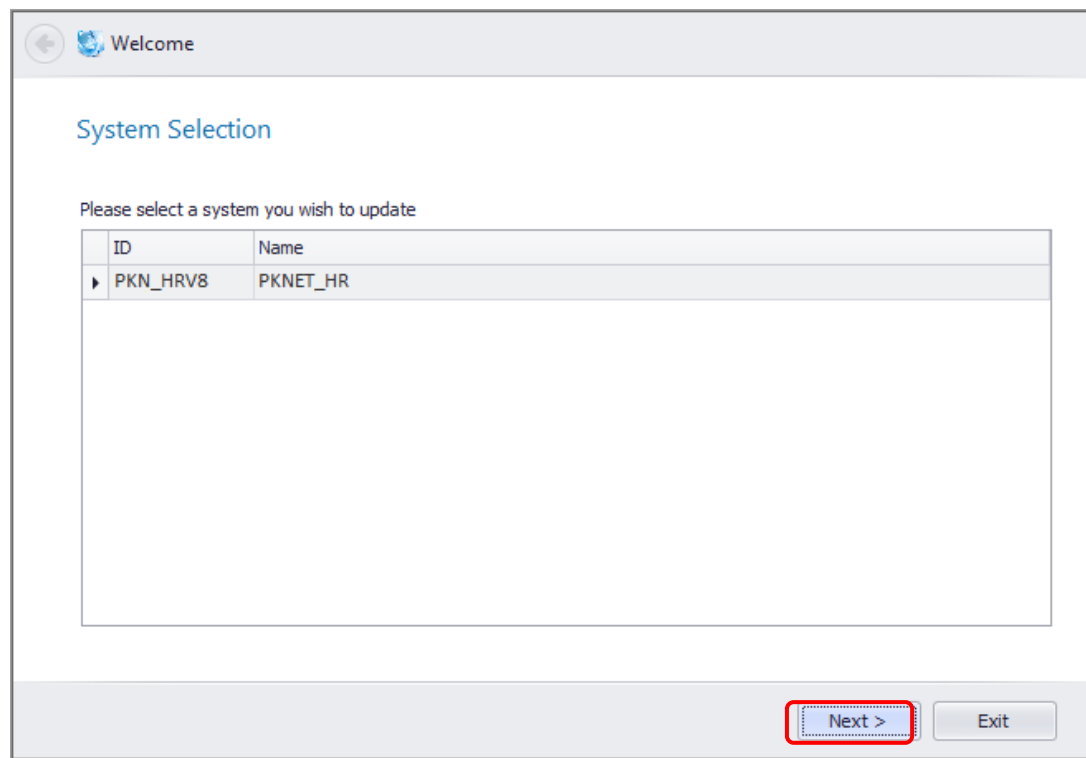 Welcome
System Selection
Please select a system you wish to update
ID Name
PKN_HRV8 PKNET_HR
Next > Exit